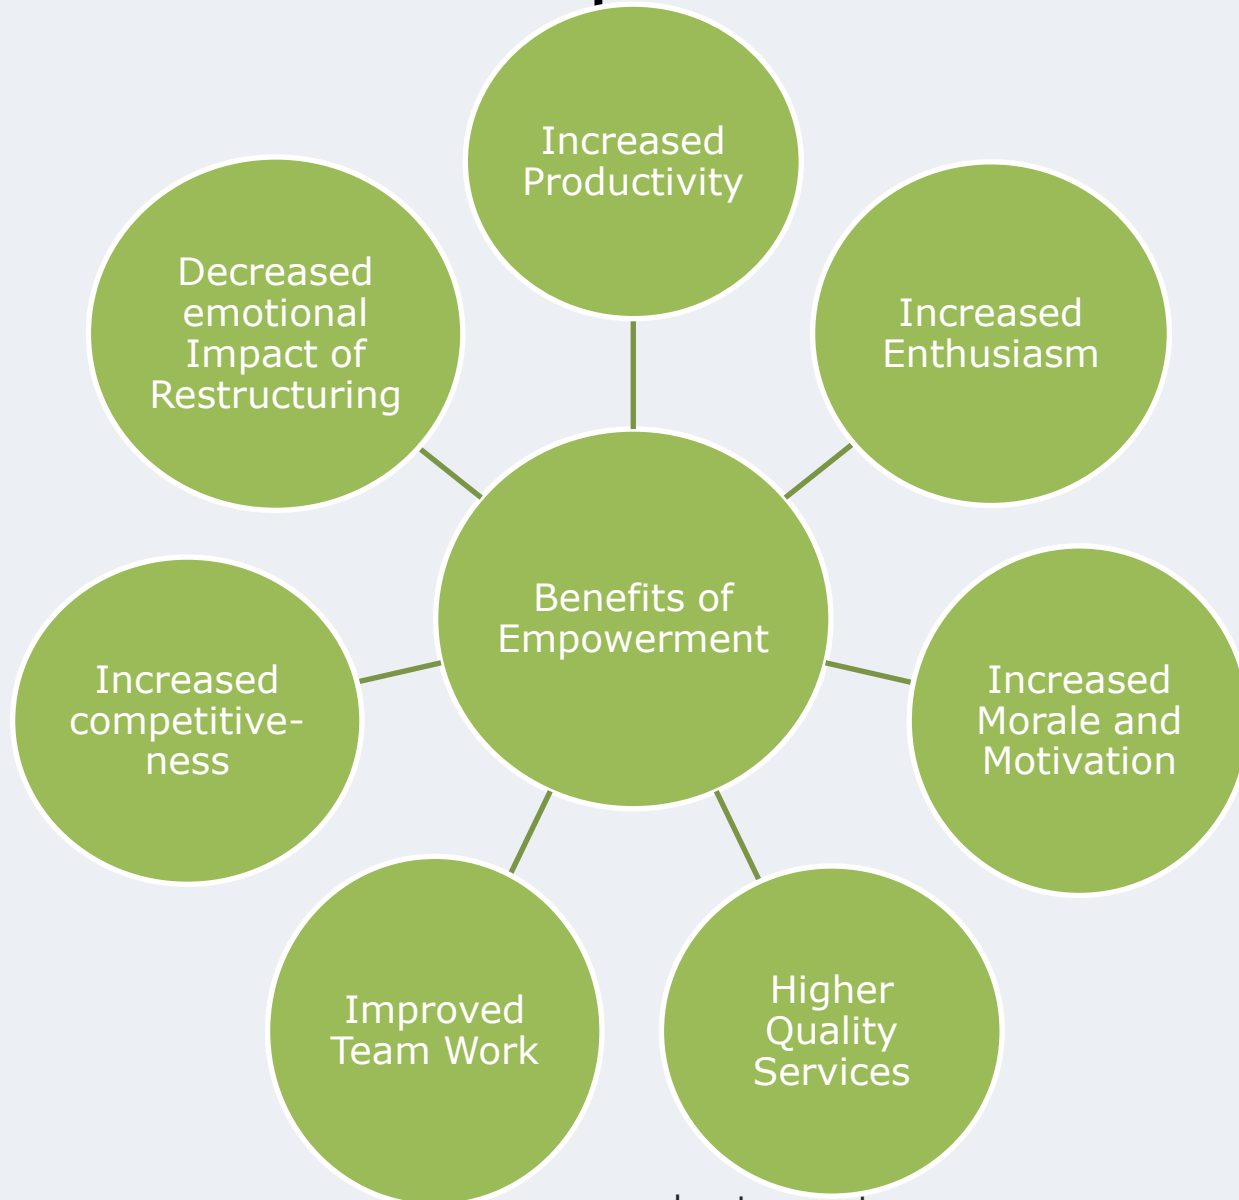 Increased
Productivity
Increased
Enthusiasm
Increased
Morale and
Motivation
Higher
Quality
Services
Improved
Team Work
Increased
competitive-
ness
Decreased
emotional
Impact of
Restructuring
Benefits of
Empowerment